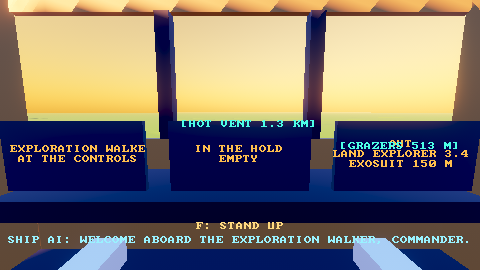 [HOT VENT 1.3 KM]
EXPLORATION WALKE
AT THE CONTROLS
IN THE HOLD
EMPTY
OUT
[GRAZERS 513 M]
LAND EXPLORER 3.4
EXOSUIT 150 M
F: STAND UP
SHIP AI: WELCOME ABOARD THE EXPLORATION WALKER, COMMANDER.